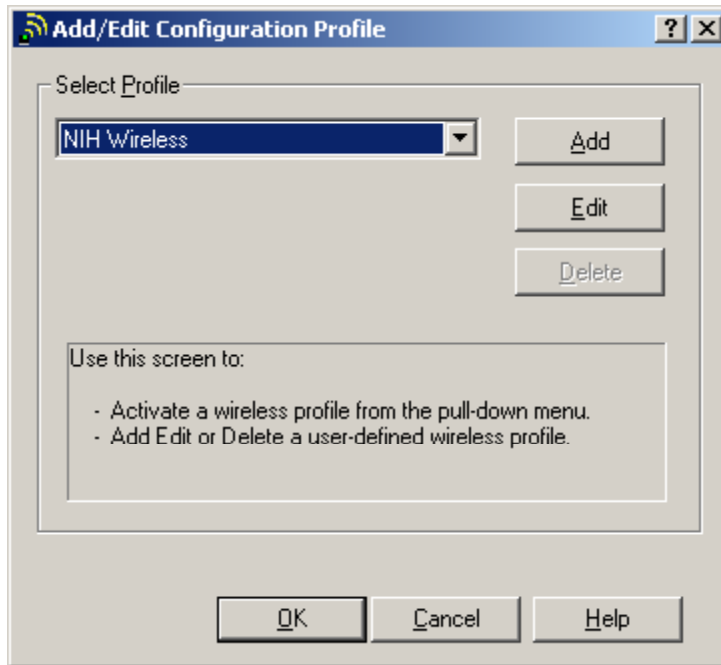 Add/Edit Configuration Profile
Select Profile
NIH Wireless
Add
Edit
Delete
Use this screen to:
- Activate a wireless profile from the pull-down menu.
- Add Edit or Delete a user-defined wireless profile.
OK
Cancel
Help